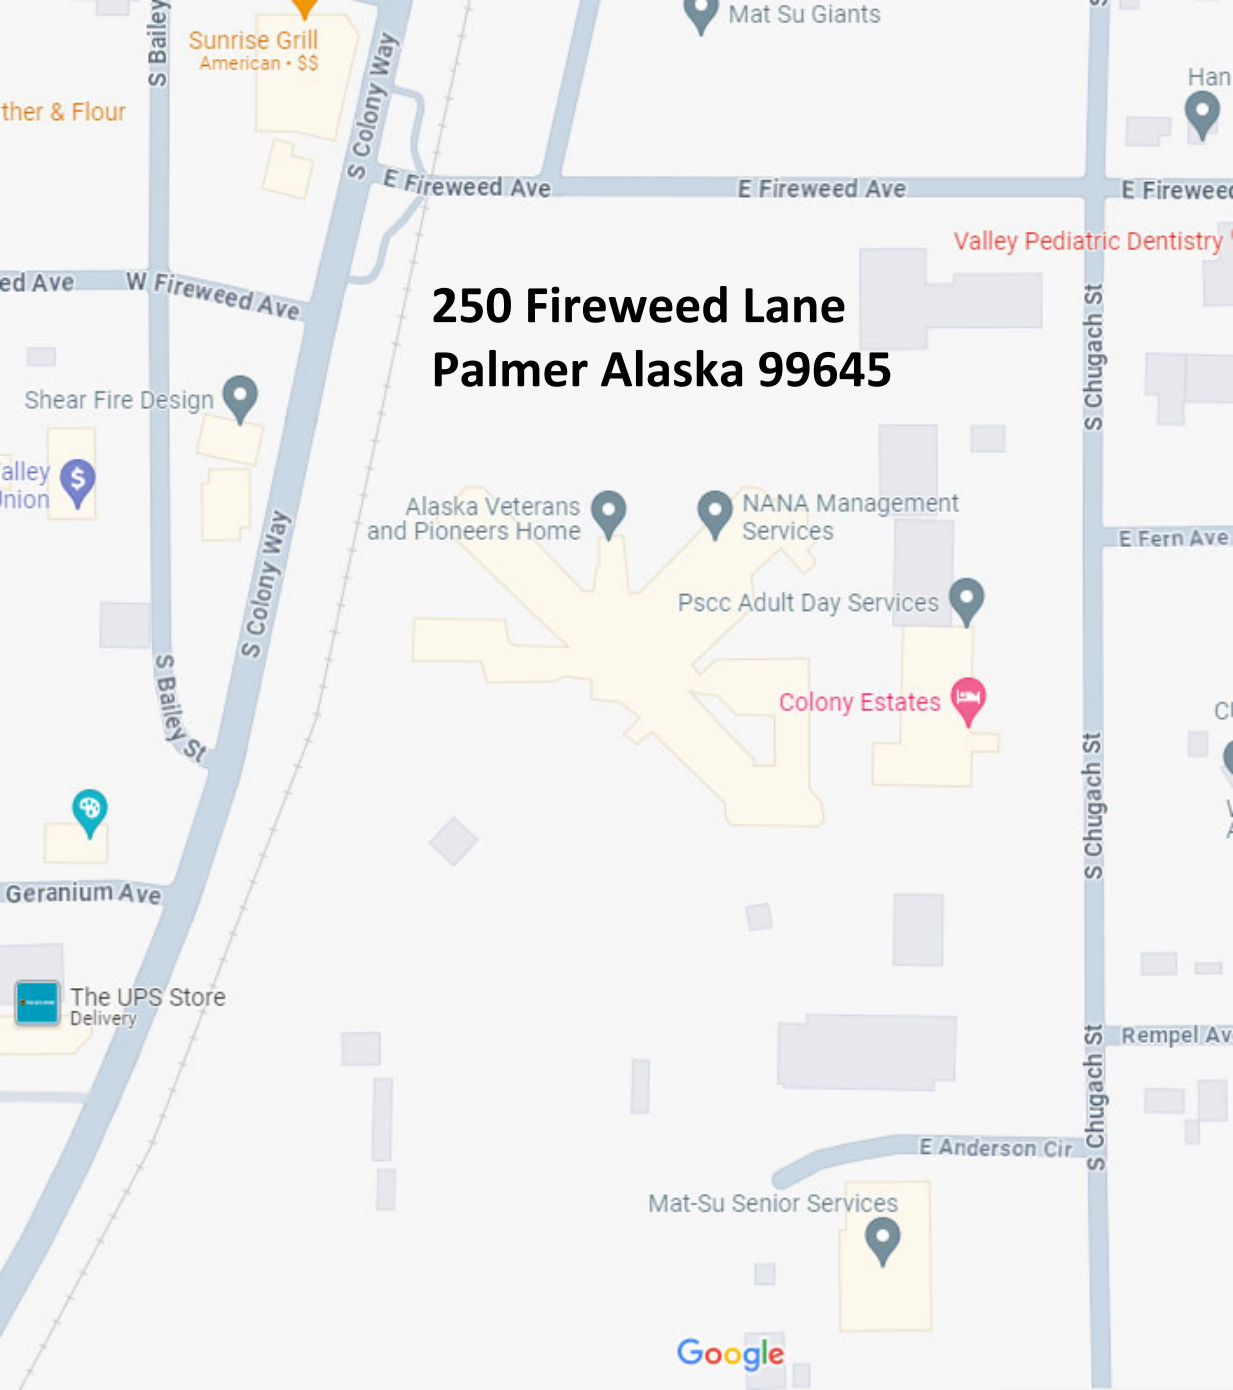 Mat Su Giants
S Bailey
Sunrise Grill
American • $$
S Colony Way
Han
ther & Flour
E Fireweed Ave
E Fireweed Ave
E Fireweed
Valley Pediatric Dentistry
ed Ave
W Fireweed Ave
250 Fireweed Lane
Palmer Alaska 99645
S Chugach St
Shear Fire Design
alley
Union
Alaska Veterans
and Pioneers Home
NANA Management
Services
E Fern Ave
S Colony Way
Pscc Adult Day Services
S Bailey St
Colony Estates
S Chugach St
Geranium Ave
The UPS Store
Delivery
Rempel Av
S Chugach St
E Anderson Cir
Mat-Su Senior Services
Google